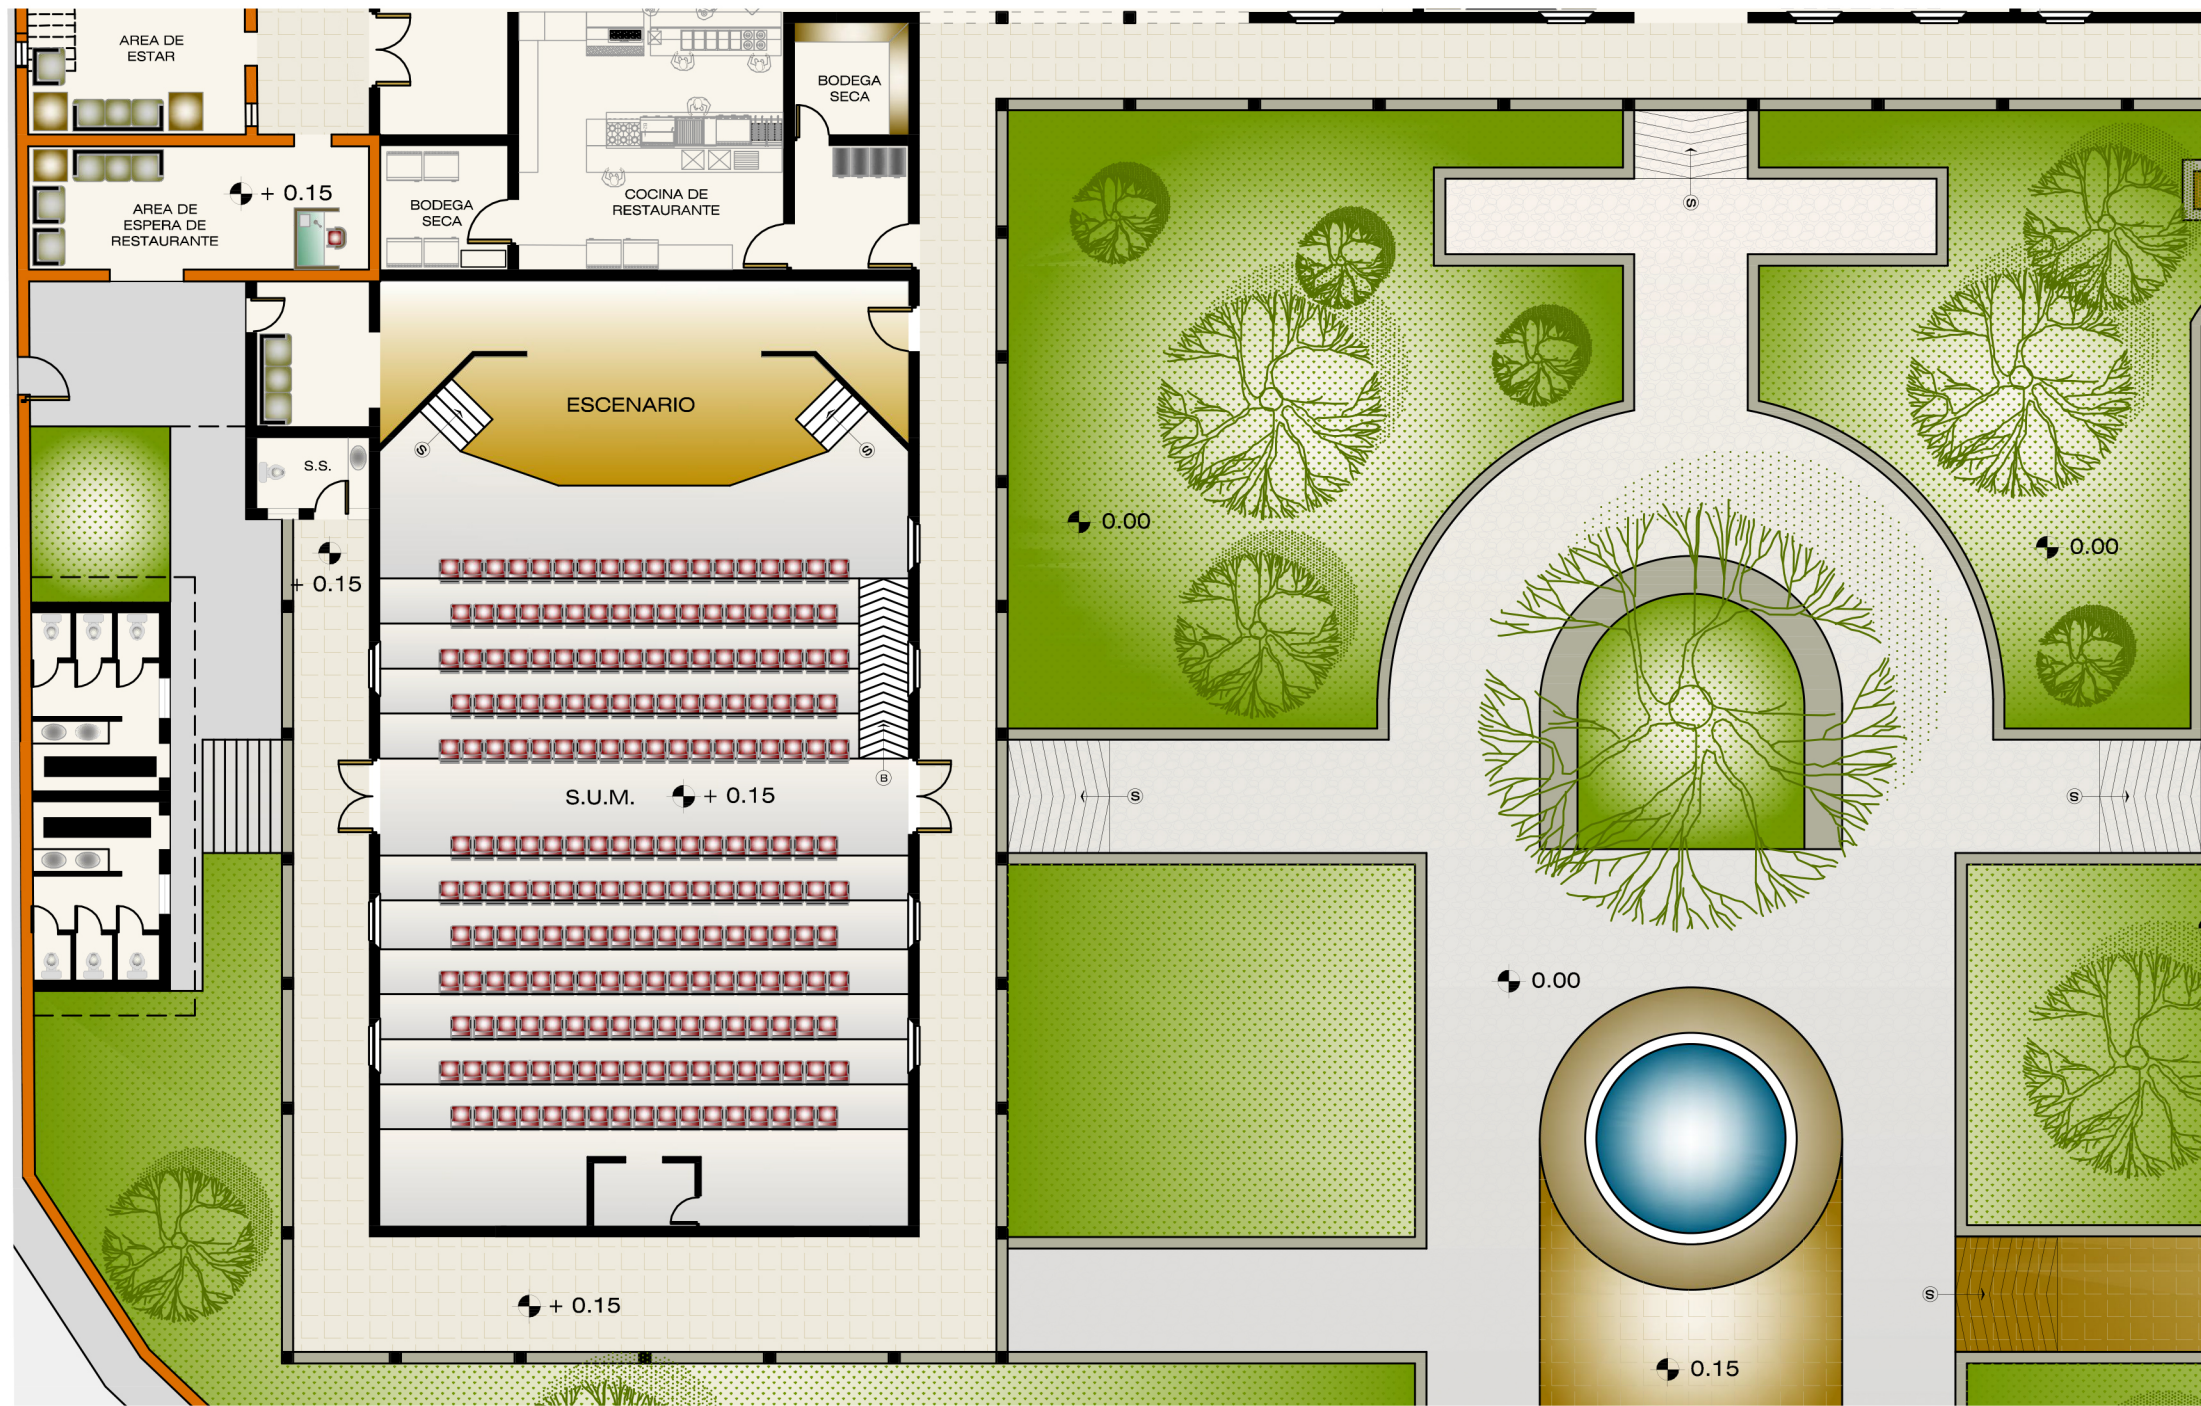 AREA DE
ESTAR
BODEGA
SECA
+ 0.15
AREA DE
ESPERA DE
RESTAURANTE
BODEGA
SECA
COCINA DE
RESTAURANTE
S
ESCENARIO
S
S
S.S.
0.00
0.00
+ 0.15
B
S.U.M.
+ 0.15
S
S
0.00
S
+ 0.15
0.15